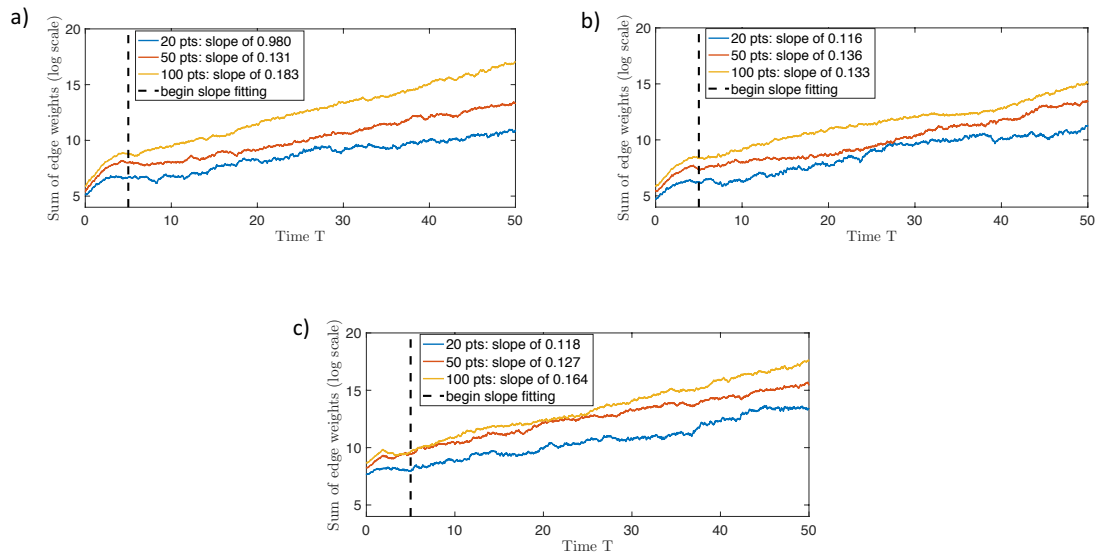 a)
20
15
10
5
Sum of edge weights (log scale)
20 pts: slope of 0.980
50 pts: slope of 0.131
100 pts: slope of 0.183
begin slope fitting
0 10 20 30 40 50
Time T
b)
20
15
10
5
Sum of edge weights (log scale)
20 pts: slope of 0.116
50 pts: slope of 0.136
100 pts: slope of 0.133
begin slope fitting
0 10 20 30 40 50
Time T
c)
20
15
10
5
Sum of edge weights (log scale)
20 pts: slope of 0.118
50 pts: slope of 0.127
100 pts: slope of 0.164
begin slope fitting
0 10 20 30 40 50
Time T